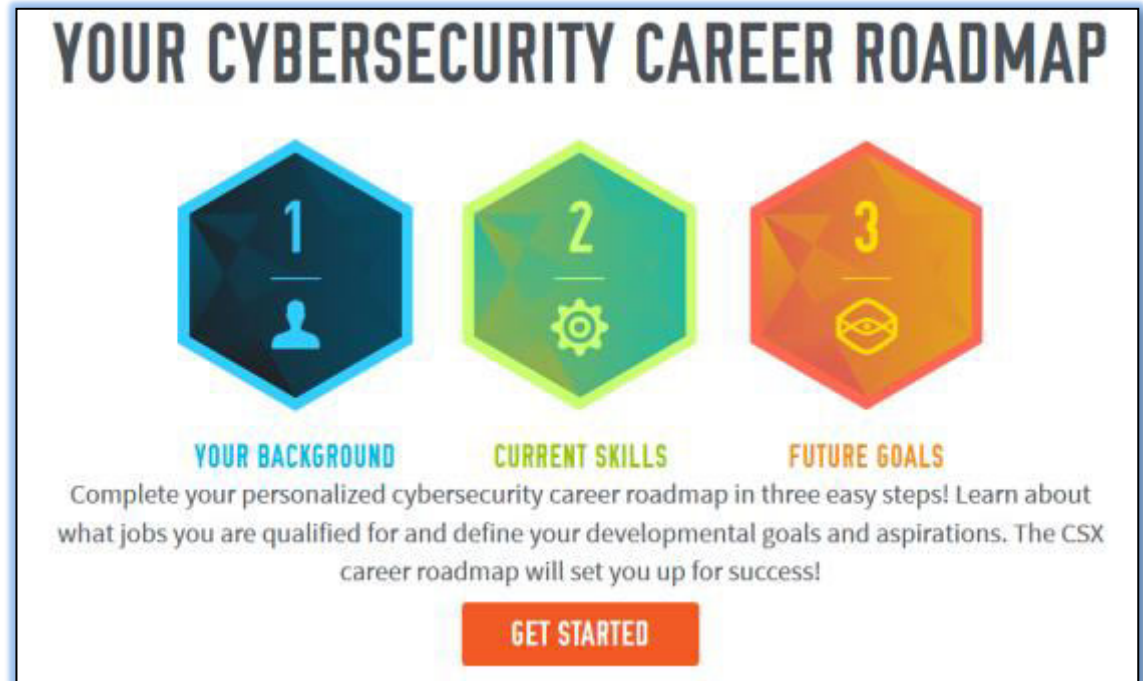 YOUR CYBERSECURITY CAREER ROADMAP
1
2
3
YOUR BACKGROUND
CURRENT SKILLS
FUTURE GOALS
Complete your personalized cybersecurity career roadmap in three easy steps! Learn about
what jobs you are qualified for and define your developmental goals and aspirations. The CSX
career roadmap will set you up for success!
GET STARTED